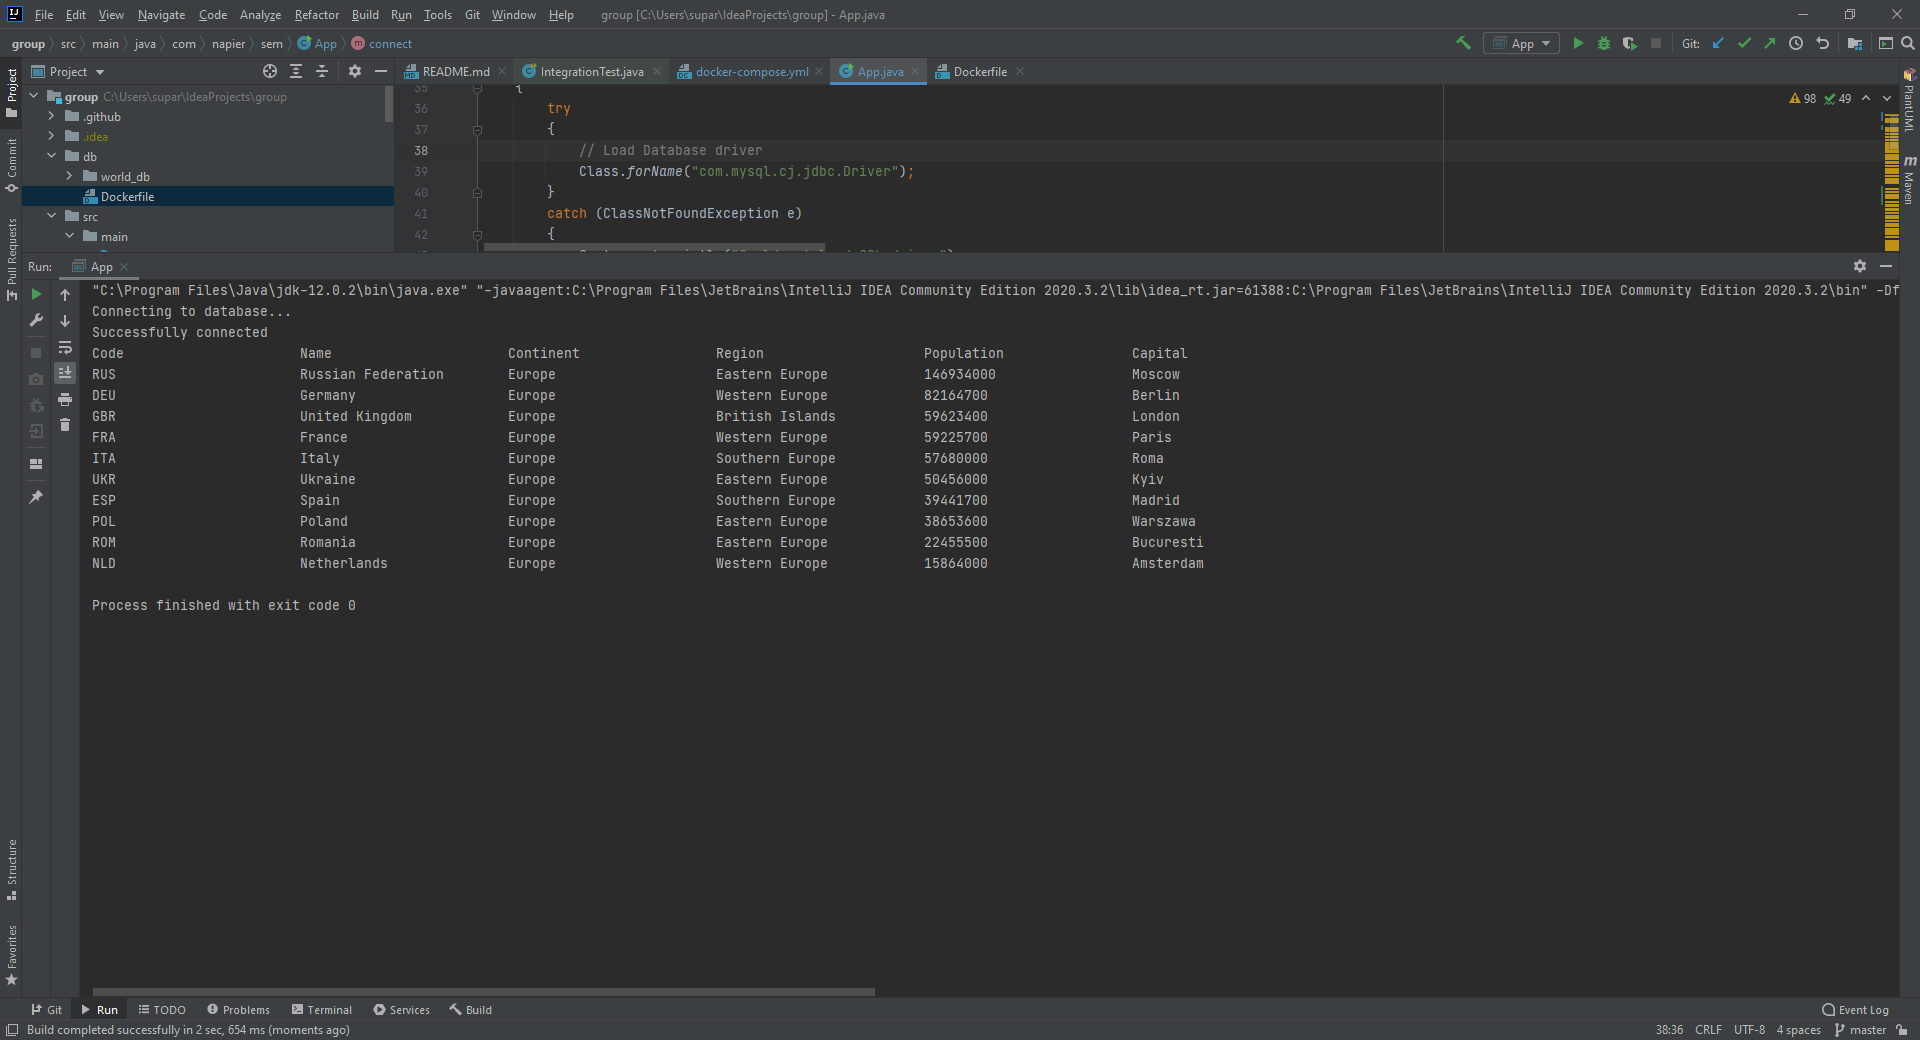 File Edit View Navigate Code Analyze Refactor Build Run Tools Git Window Help group [C:\Users\supar\IdeaProjects\group] - App.java
group src main java com napier sem App connect App Git:
Project README.md IntegrationTest.java docker-compose.yml App.java Dockerfile
group C:\Users\supar\IdeaProjects\group
.github
.idea
db
world_db
Dockerfile
src
main
35 {
36 try
37 {
38 // Load Database driver
39 Class.forName("com.mysql.cj.jdbc.Driver");
40 }
41 catch (ClassNotFoundException e)
42 {
98 49
Project
Commit
Pull Requests
Structure
Favorites
PlantUML
Maven
Run: App
"C:\Program Files\Java\jdk-12.0.2\bin\java.exe" "-javaagent:C:\Program Files\JetBrains\IntelliJ IDEA Community Edition 2020.3.2\lib\idea_rt.jar=61388:C:\Program Files\JetBrains\IntelliJ IDEA Community Edition 2020.3.2\bin" -Df
Connecting to database...
Successfully connected
Code Name Continent Region Population Capital
RUS Russian Federation Europe Eastern Europe 146934000 Moscow
DEU Germany Europe Western Europe 82164700 Berlin
GBR United Kingdom Europe British Islands 59623400 London
FRA France Europe Western Europe 59225700 Paris
ITA Italy Europe Southern Europe 57680000 Roma
UKR Ukraine Europe Eastern Europe 50456000 Kyiv
ESP Spain Europe Southern Europe 39441700 Madrid
POL Poland Europe Eastern Europe 38653600 Warszawa
ROM Romania Europe Eastern Europe 22455500 Bucuresti
NLD Netherlands Europe Western Europe 15864000 Amsterdam
Process finished with exit code 0
Git Run TODO Problems Terminal Services Build Event Log
Build completed successfully in 2 sec, 654 ms (moments ago) 38:36 CRLF UTF-8 4 spaces master